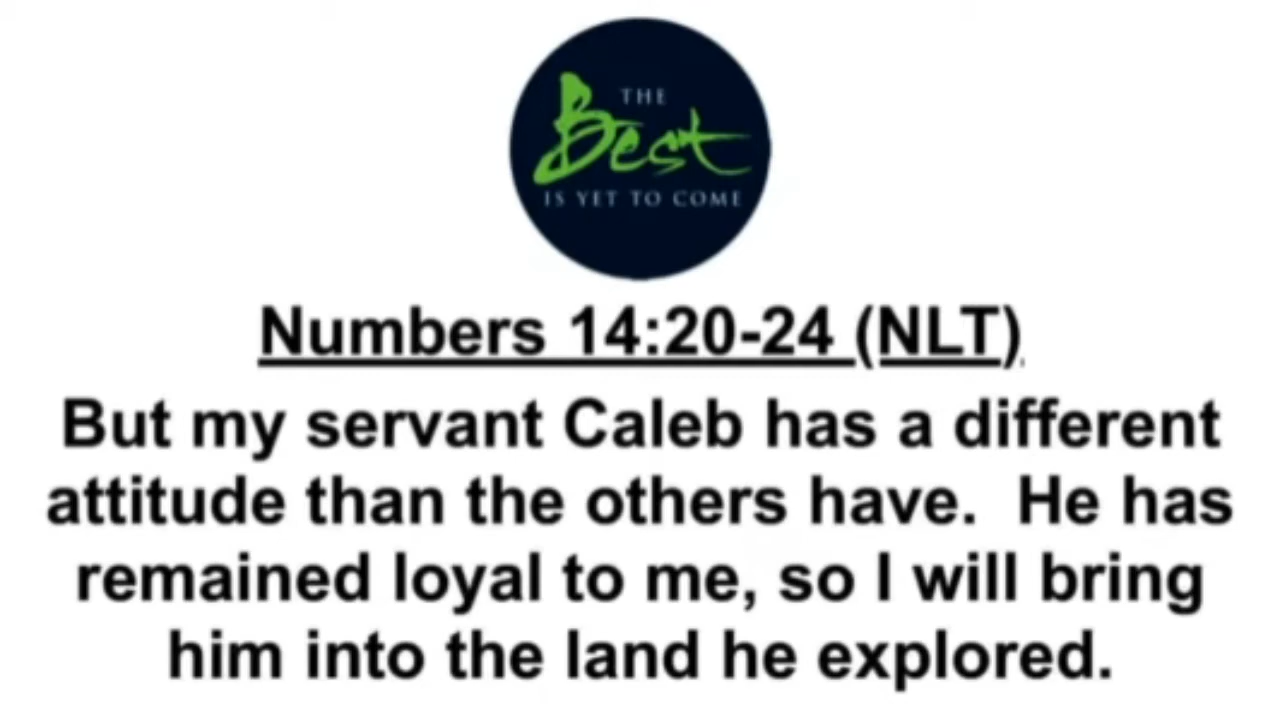 THE
Best
IS YET TO COME
Numbers 14:20-24 (NLT)
But my servant Caleb has a different
attitude than the others have.  He has
remained loyal to me, so I will bring
him into the land he explored.